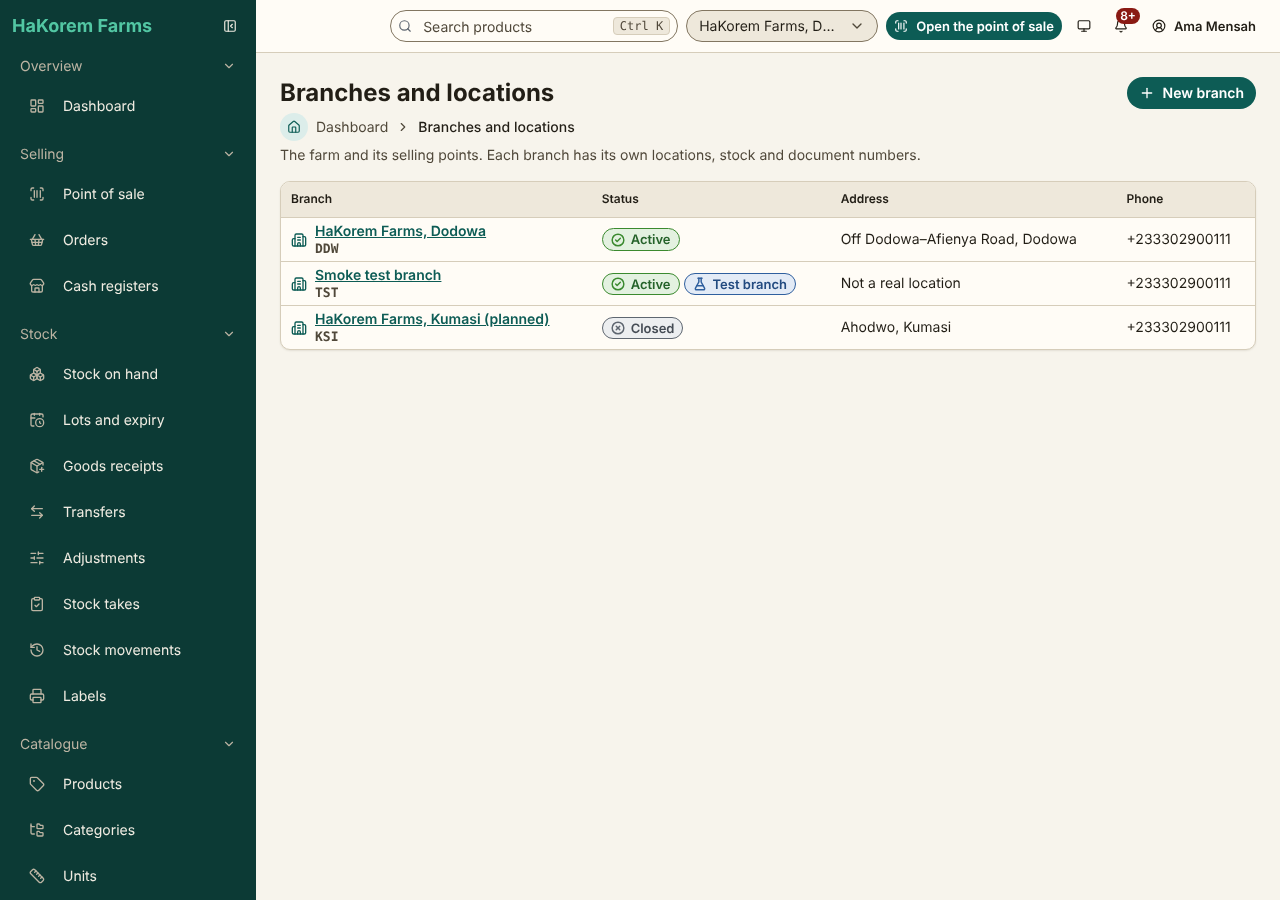 HaKorem Farms
Search products
Ctrl K
HaKorem Farms, D...
Open the point of sale
8+
Ama Mensah
Overview
Dashboard
Selling
Point of sale
Orders
Cash registers
Stock
Stock on hand
Lots and expiry
Goods receipts
Transfers
Adjustments
Stock takes
Stock movements
Labels
Catalogue
Products
Categories
Units
Branches and locations
New branch
Dashboard > Branches and locations
The farm and its selling points. Each branch has its own locations, stock and document numbers.
Branch Status Address Phone
HaKorem Farms, Dodowa
DDW
Active
Off Dodowa–Afienya Road, Dodowa
+233302900111
Smoke test branch
TST
Active
Test branch
Not a real location
+233302900111
HaKorem Farms, Kumasi (planned)
KSI
Closed
Ahodwo, Kumasi
+233302900111